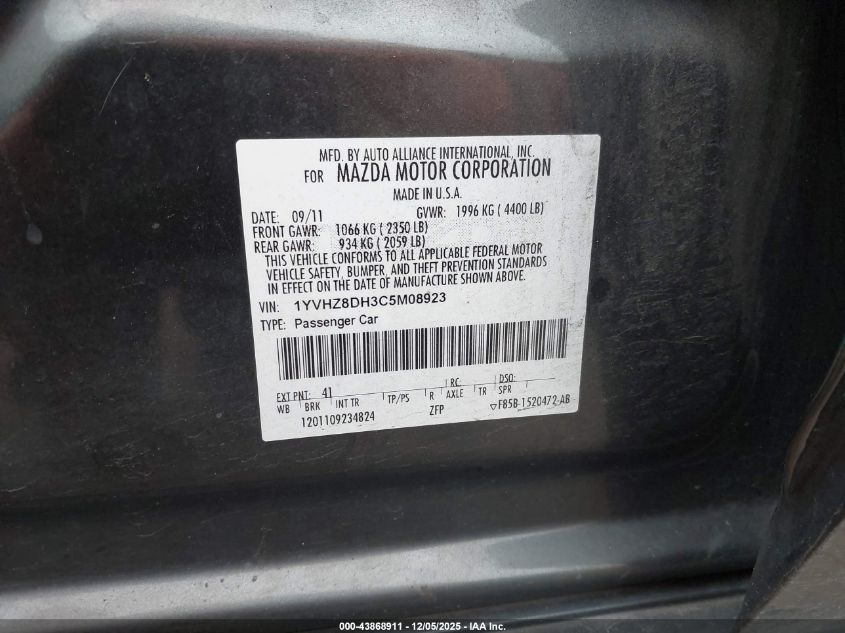 MFD. BY AUTO ALLIANCE INTERNATIONAL, INC.
FOR MAZDA MOTOR CORPORATION
MADE IN U.S.A.
DATE: 09/11 GVWR: 1996 KG ( 4400 LB)
FRONT GAWR: 1066 KG ( 2350 LB)
REAR GAWR: 934 KG ( 2059 LB)
THIS VEHICLE CONFORMS TO ALL APPLICABLE FEDERAL MOTOR
VEHICLE SAFETY, BUMPER, AND THEFT PREVENTION STANDARDS
IN EFFECT ON THE DATE OF MANUFACTURE SHOWN ABOVE.
VIN: 1YVHZ8DH3C5M08923
TYPE: Passenger Car
EXT PNT: 41 RC: DSO:
WB BRK INT TR TP/PS R AXLE TR SPR
1201109234824 ZFP ▽F85B-1520472-AB
000-43868911 - 12/05/2025 - IAA Inc.